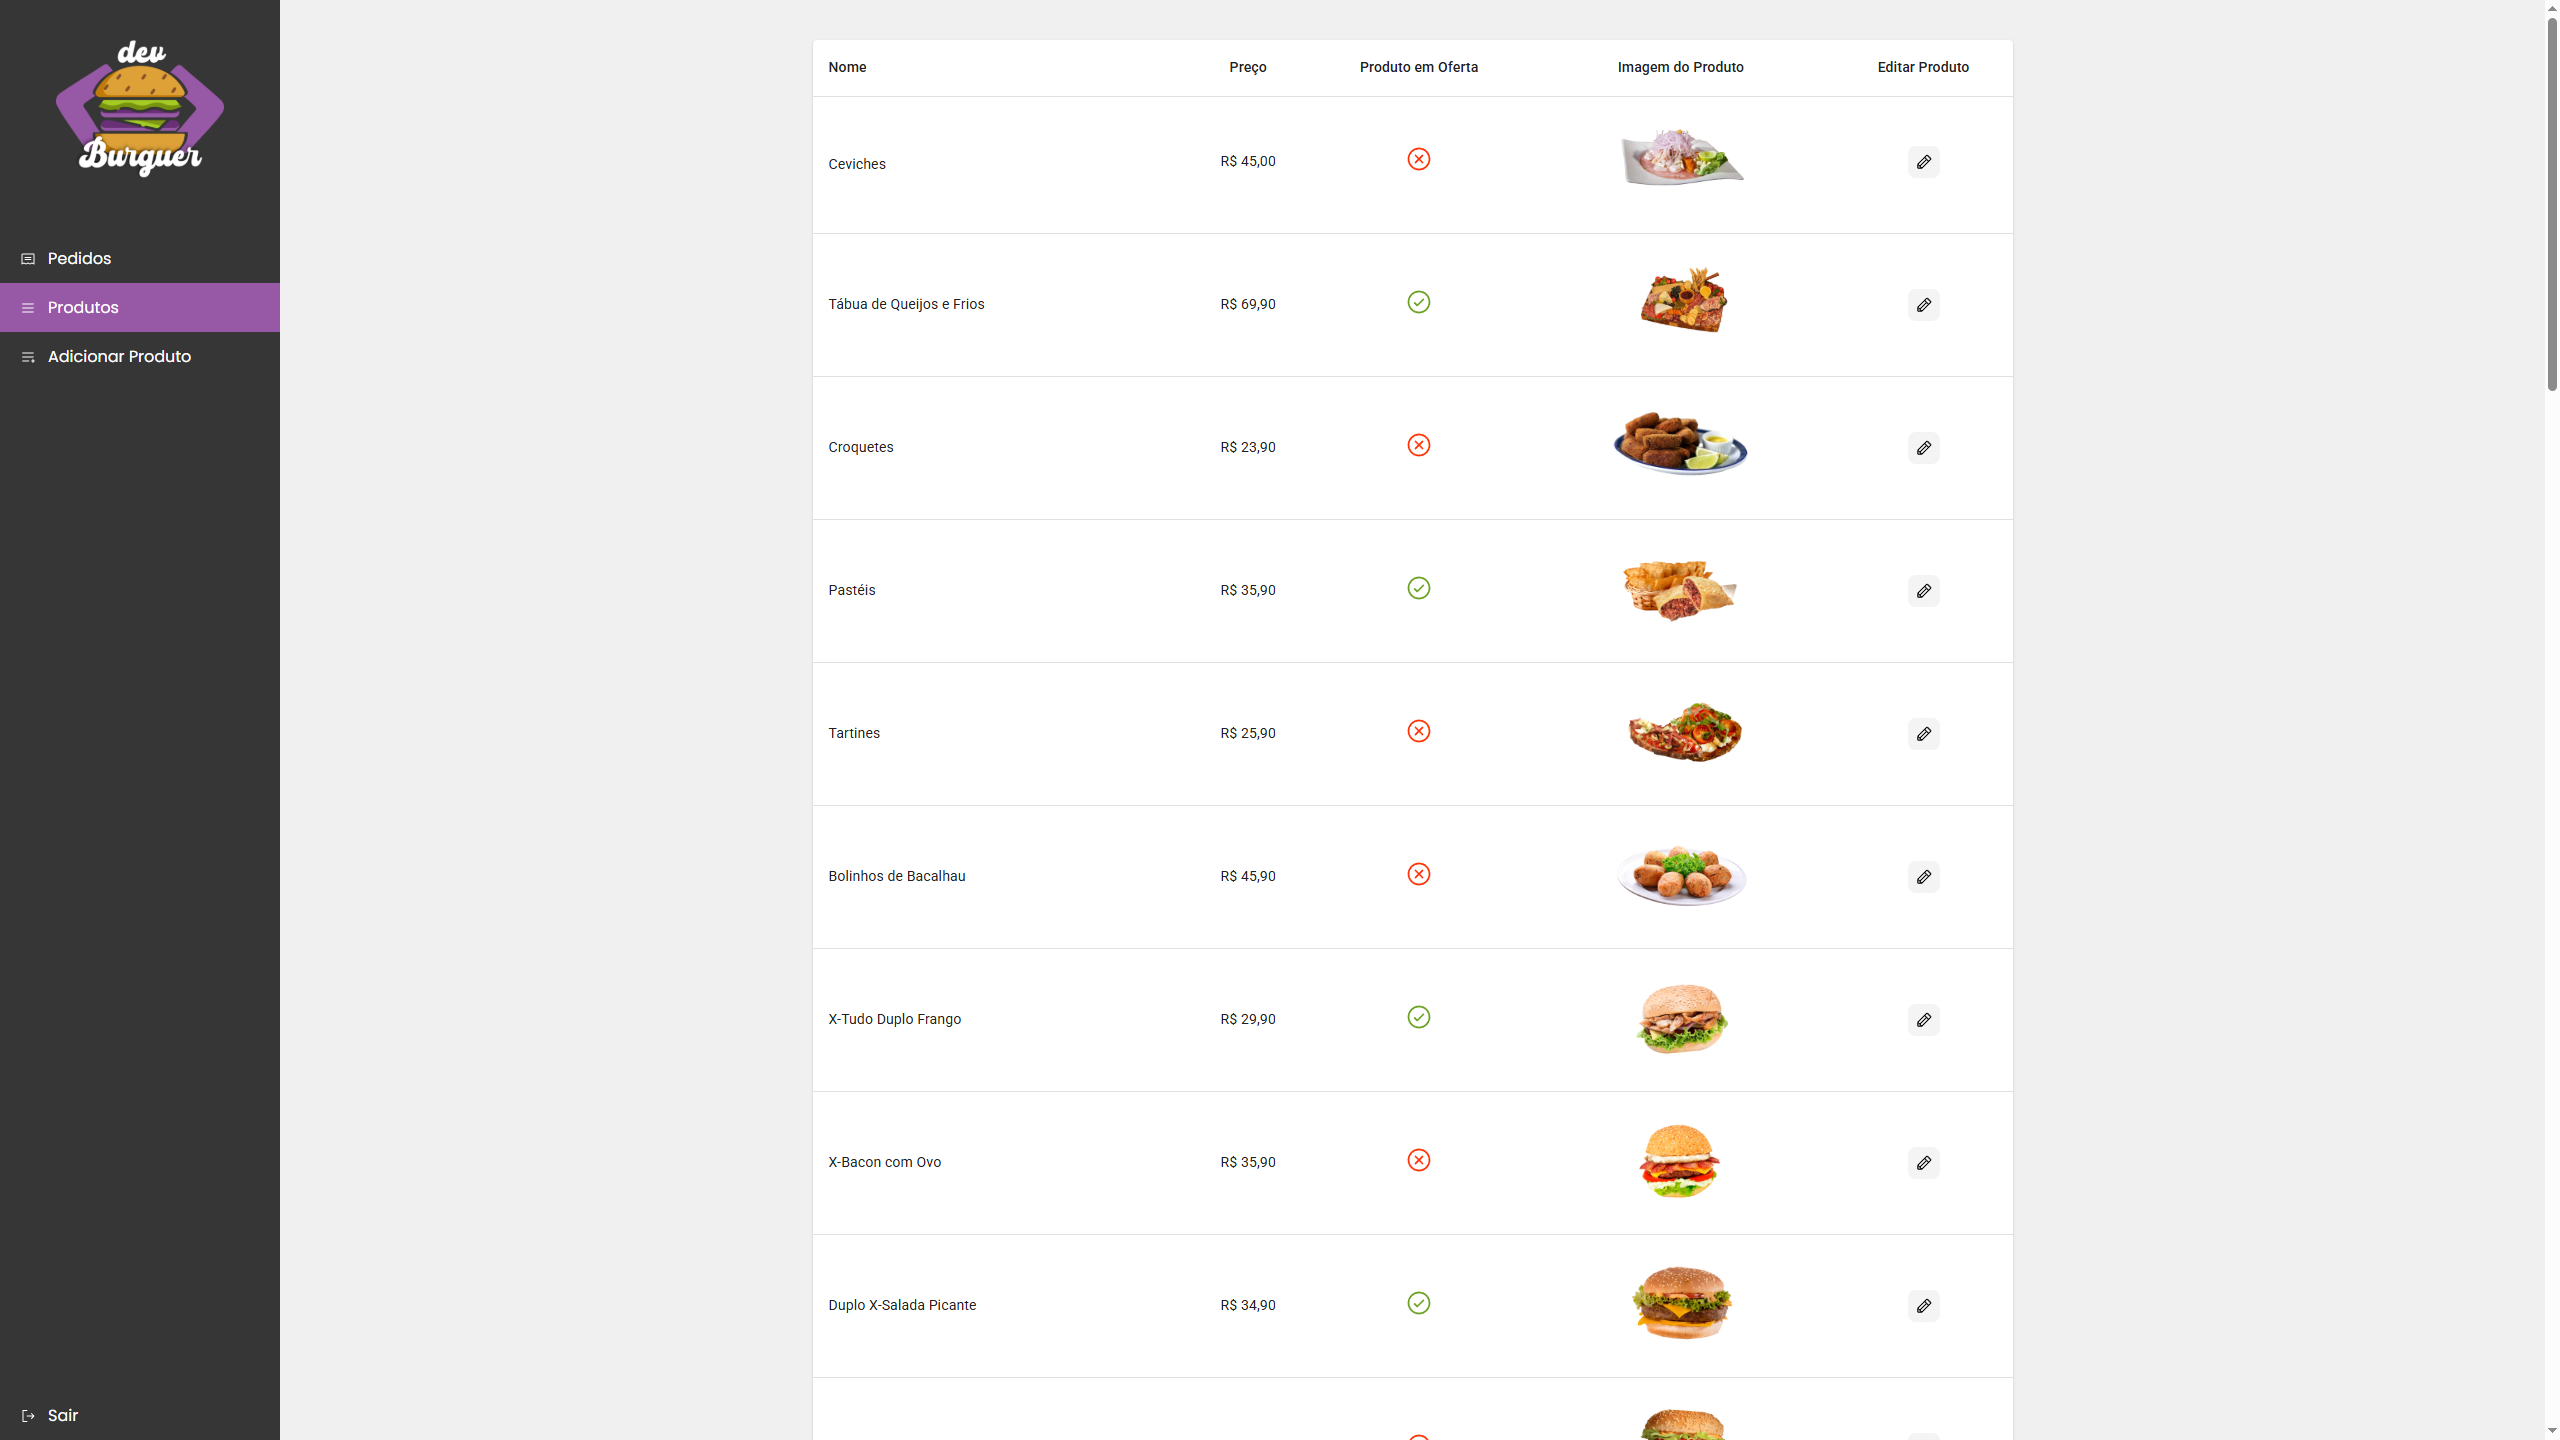 dev
Burguer
Pedidos
Produtos
Adicionar Produto
Sair
Nome Preço Produto em Oferta Imagem do Produto Editar Produto
Ceviches R$ 45,00
Tábua de Queijos e Frios R$ 69,90
Croquetes R$ 23,90
Pastéis R$ 35,90
Tartines R$ 25,90
Bolinhos de Bacalhau R$ 45,90
X-Tudo Duplo Frango R$ 29,90
X-Bacon com Ovo R$ 35,90
Duplo X-Salada Picante R$ 34,90